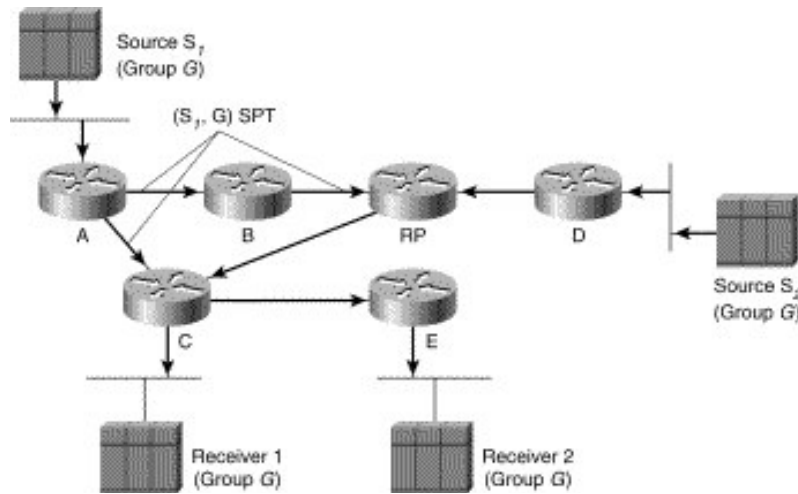 Source S1
(Group G)
(S1, G) SPT
A
B
RP
D
C
E
Source S2
(Group G)
Receiver 1
(Group G)
Receiver 2
(Group G)